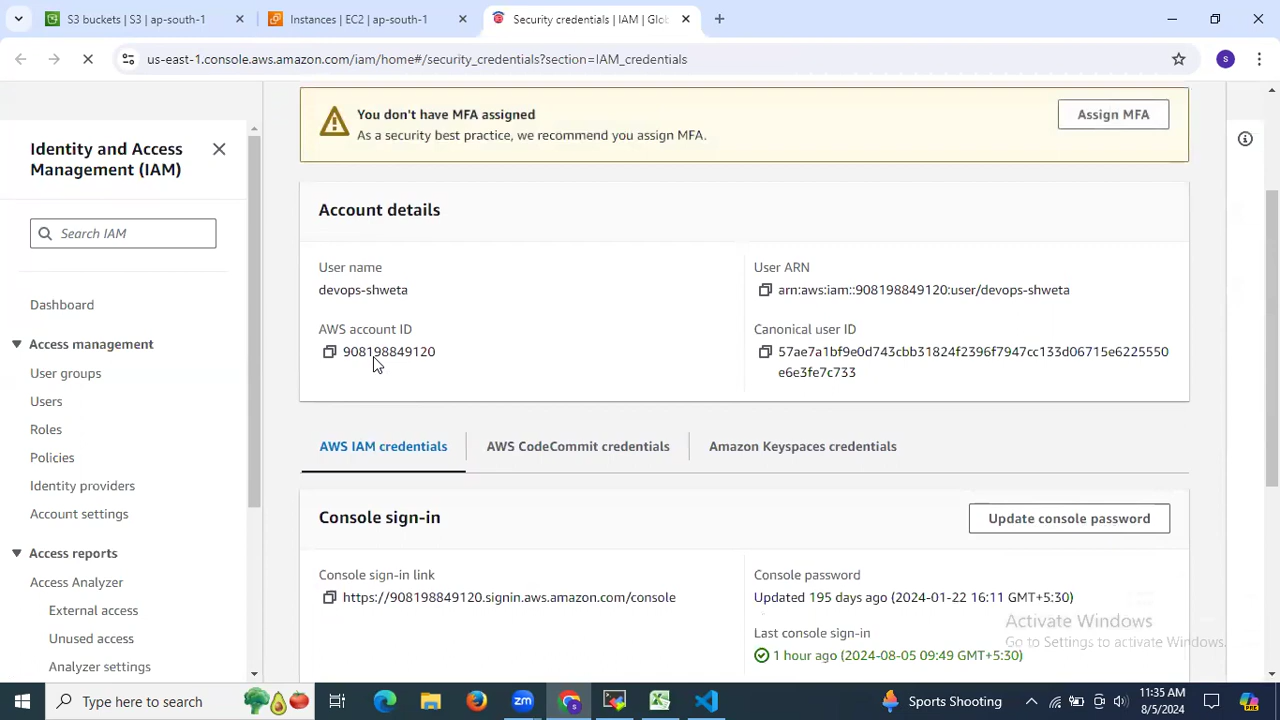 S3 buckets | S3 | ap-south-1
Instances | EC2 | ap-south-1
Security credentials | IAM | Glob
us-east-1.console.aws.amazon.com/iam/home#/security_credentials?section=IAM_credentials
s
You don't have MFA assigned
As a security best practice, we recommend you assign MFA.
Assign MFA
Identity and Access
Management (IAM)
Search IAM
Dashboard
Access management
User groups
Users
Roles
Policies
Identity providers
Account settings
Access reports
Access Analyzer
External access
Unused access
Analyzer settings
Account details
User name
devops-shweta
User ARN
arn:aws:iam::908198849120:user/devops-shweta
AWS account ID
908198849120
Canonical user ID
57ae7a1bf9e0d743cbb31824f2396f7947cc133d06715e6225550
e6e3fe7c733
AWS IAM credentials
AWS CodeCommit credentials
Amazon Keyspaces credentials
Console sign-in
Update console password
Console sign-in link
https://908198849120.signin.aws.amazon.com/console
Console password
Updated 195 days ago (2024-01-22 16:11 GMT+5:30)
Last console sign-in
1 hour ago (2024-08-05 09:49 GMT+5:30)
Activate Windows
Go to Settings to activate Windows.
Type here to search
zm
s
Sports Shooting
11:35 AM
8/5/2024